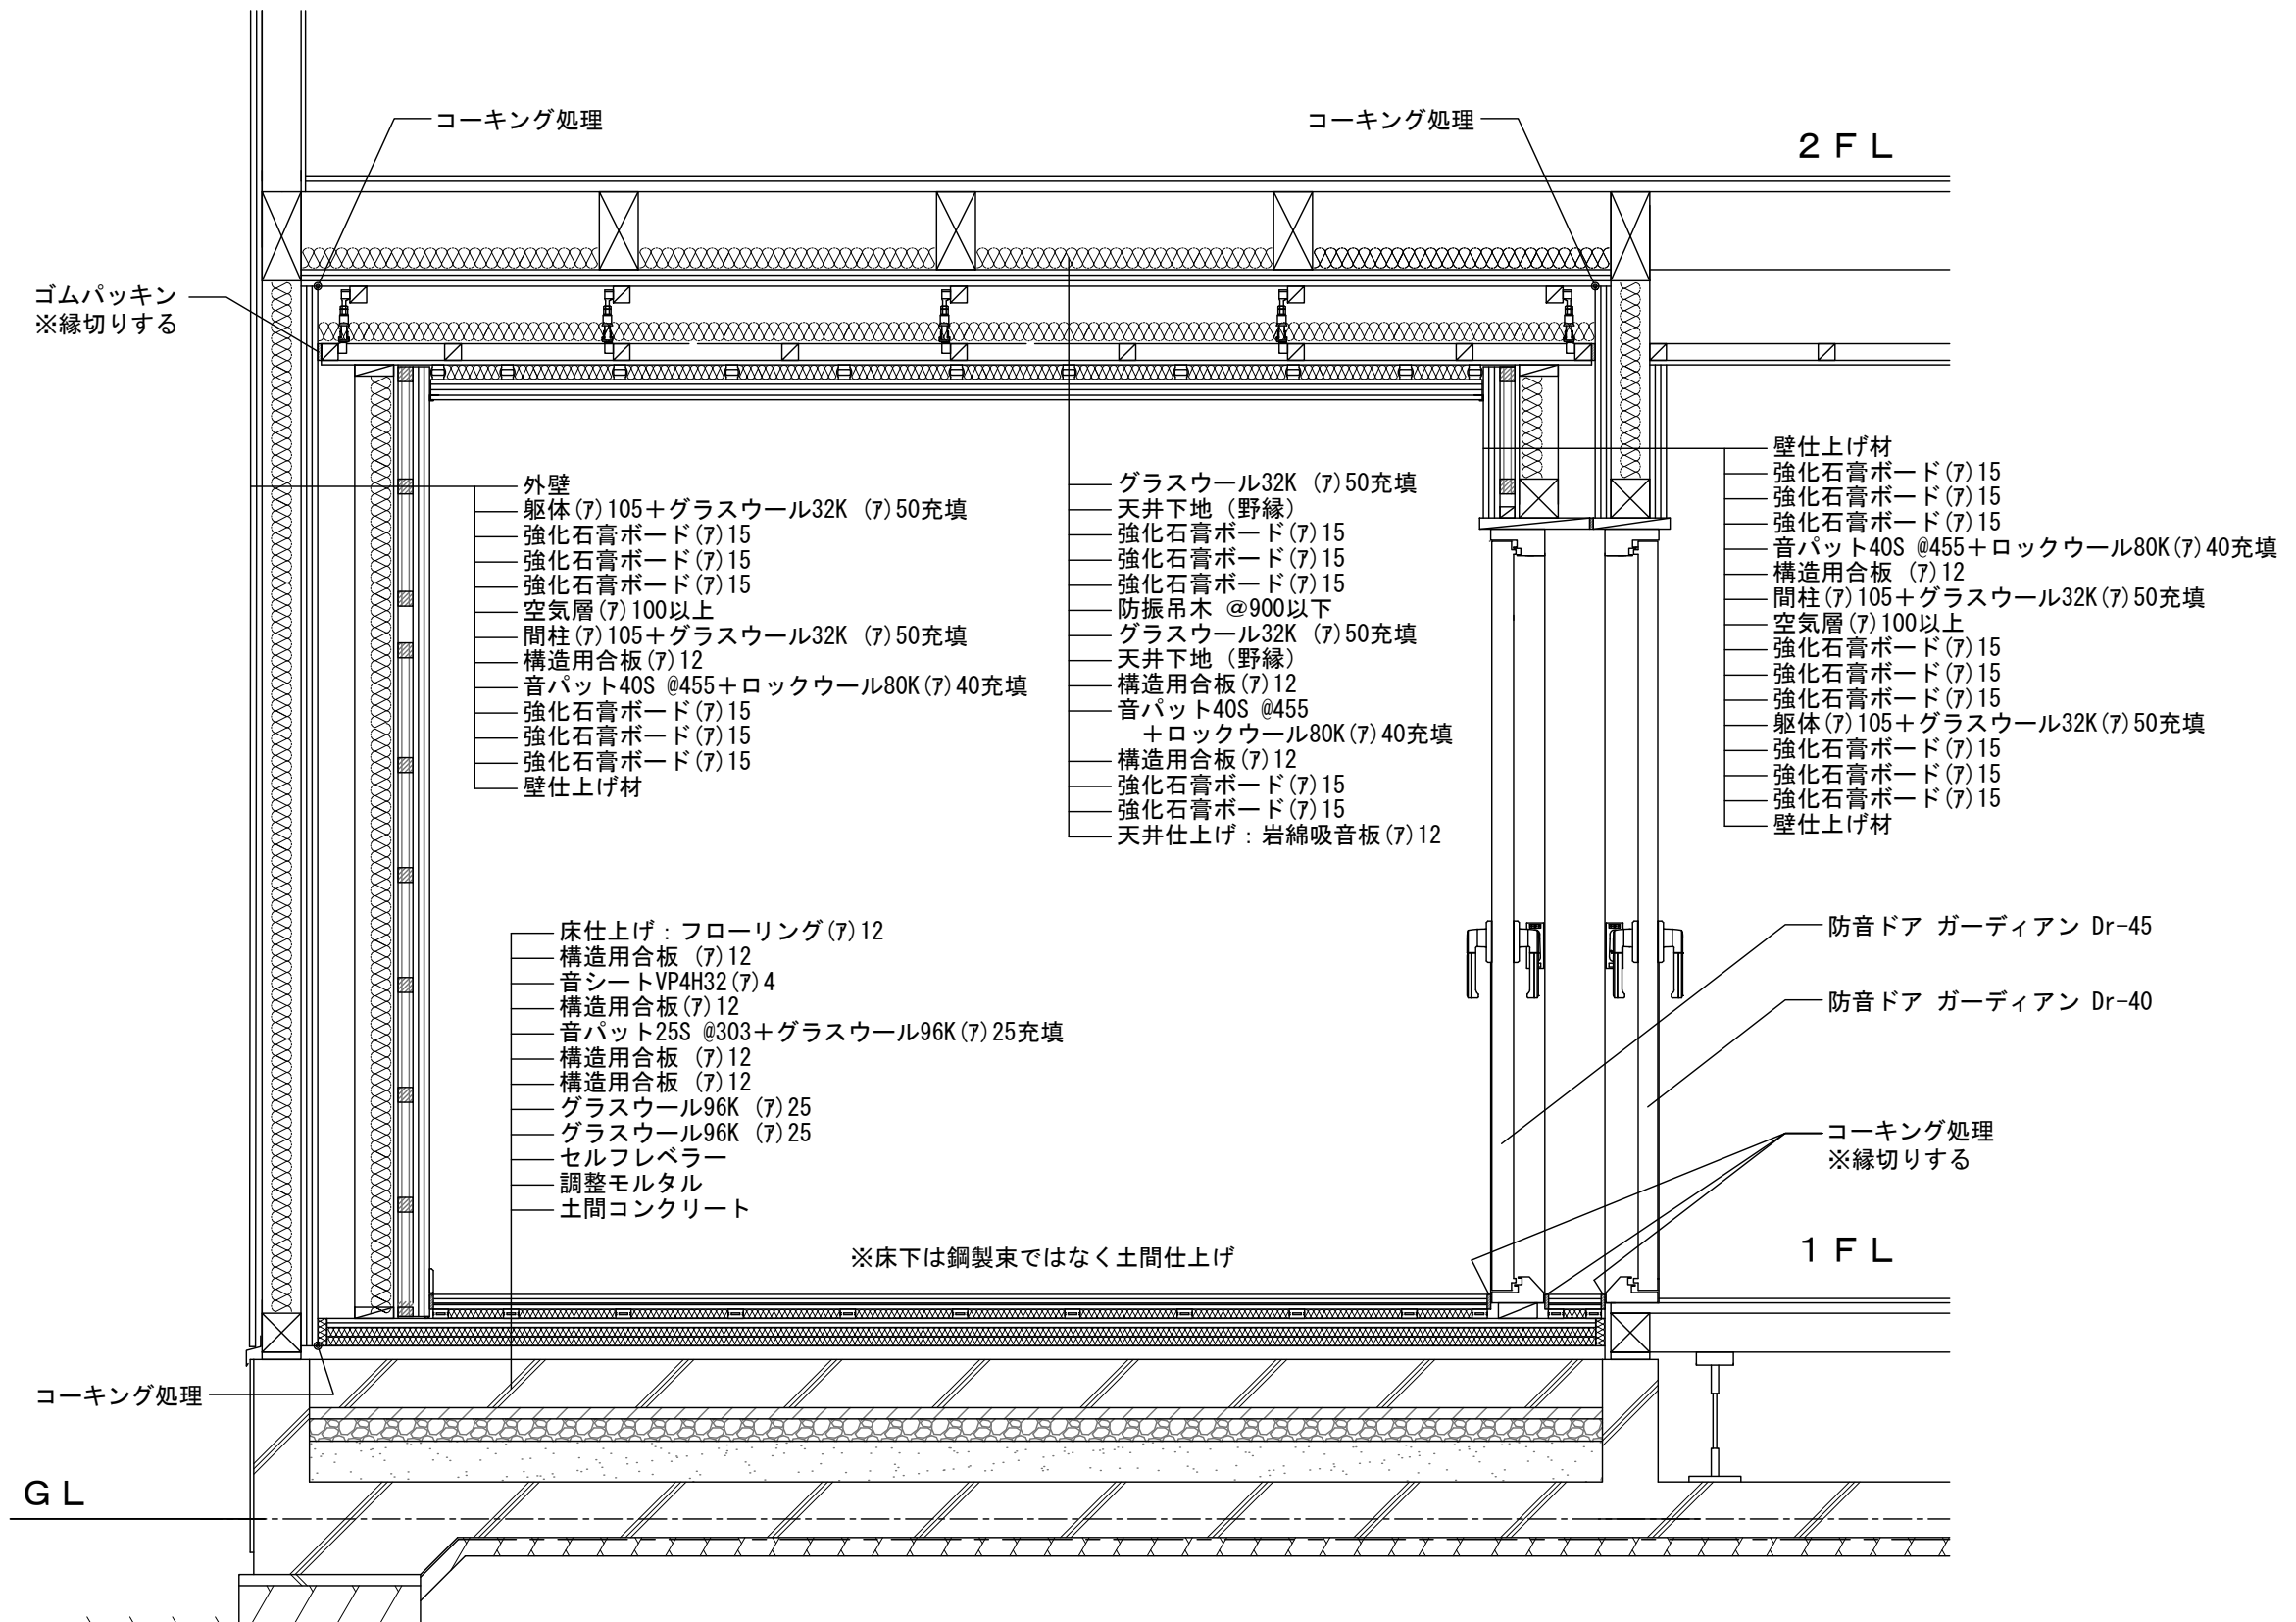 コーキング処理
コーキング処理
2FL
ゴムパッキン
※縁切りする
外壁
躯体(ｱ)105＋グラスウール32K (ｱ)50充填
強化石膏ボード(ｱ)15
強化石膏ボード(ｱ)15
強化石膏ボード(ｱ)15
空気層(ｱ)100以上
間柱(ｱ)105＋グラスウール32K (ｱ)50充填
構造用合板(ｱ)12
音パット40S @455＋ロックウール80K(ｱ)40充填
強化石膏ボード(ｱ)15
強化石膏ボード(ｱ)15
強化石膏ボード(ｱ)15
壁仕上げ材
グラスウール32K (ｱ)50充填
天井下地（野縁）
強化石膏ボード(ｱ)15
強化石膏ボード(ｱ)15
強化石膏ボード(ｱ)15
防振吊木 @900以下
グラスウール32K (ｱ)50充填
天井下地（野縁）
構造用合板(ｱ)12
音パット40S @455
＋ロックウール80K(ｱ)40充填
構造用合板(ｱ)12
強化石膏ボード(ｱ)15
強化石膏ボード(ｱ)15
天井仕上げ：岩綿吸音板(ｱ)12
壁仕上げ材
強化石膏ボード(ｱ)15
強化石膏ボード(ｱ)15
強化石膏ボード(ｱ)15
音パット40S @455＋ロックウール80K(ｱ)40充填
構造用合板 (ｱ)12
間柱(ｱ)105＋グラスウール32K(ｱ)50充填
空気層(ｱ)100以上
強化石膏ボード(ｱ)15
強化石膏ボード(ｱ)15
強化石膏ボード(ｱ)15
躯体(ｱ)105＋グラスウール32K(ｱ)50充填
強化石膏ボード(ｱ)15
強化石膏ボード(ｱ)15
強化石膏ボード(ｱ)15
壁仕上げ材
床仕上げ：フローリング(ｱ)12
構造用合板 (ｱ)12
音シートVP4H32(ｱ)4
構造用合板(ｱ)12
音パット25S @303＋グラスウール96K(ｱ)25充填
構造用合板 (ｱ)12
構造用合板 (ｱ)12
グラスウール96K (ｱ)25
グラスウール96K (ｱ)25
セルフレベラー
調整モルタル
土間コンクリート
防音ドア ガーディアン Dr-45
防音ドア ガーディアン Dr-40
コーキング処理
※縁切りする
※床下は鋼製束ではなく土間仕上げ
1FL
コーキング処理
GL